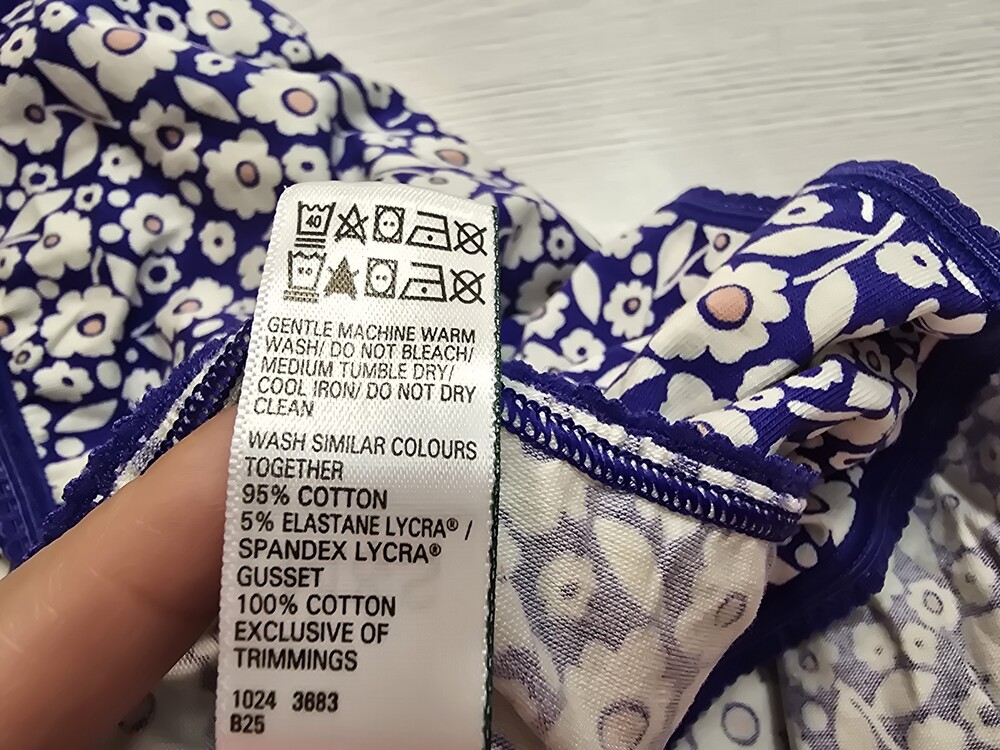 40
GENTLE MACHINE WARM
WASH/ DO NOT BLEACH/
MEDIUM TUMBLE DRY/
COOL IRON/ DO NOT DRY
CLEAN
WASH SIMILAR COLOURS
TOGETHER
95% COTTON
5% ELASTANE LYCRA® /
SPANDEX LYCRA®
GUSSET
100% COTTON
EXCLUSIVE OF
TRIMMINGS
1024 3683
B25